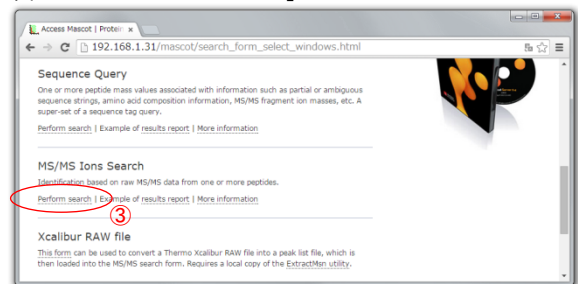 Access Mascot | Protein
192.168.1.31/mascot/search_form_select_windows.html
Sequence Query
One or more peptide mass values associated with information such as partial or ambiguous
sequence strings, amino acid composition information, MS/MS fragment ion masses, etc. A
super-set of a sequence tag query.
Perform search | Example of results report | More information
MS/MS Ions Search
Identification based on raw MS/MS data from one or more peptides.
Perform search | Example of results report | More information
③
Xcalibur RAW file
This form can be used to convert a Thermo Xcalibur RAW file into a peak list file, which is
then loaded into the MS/MS search form. Requires a local copy of the ExtractMsn utility.